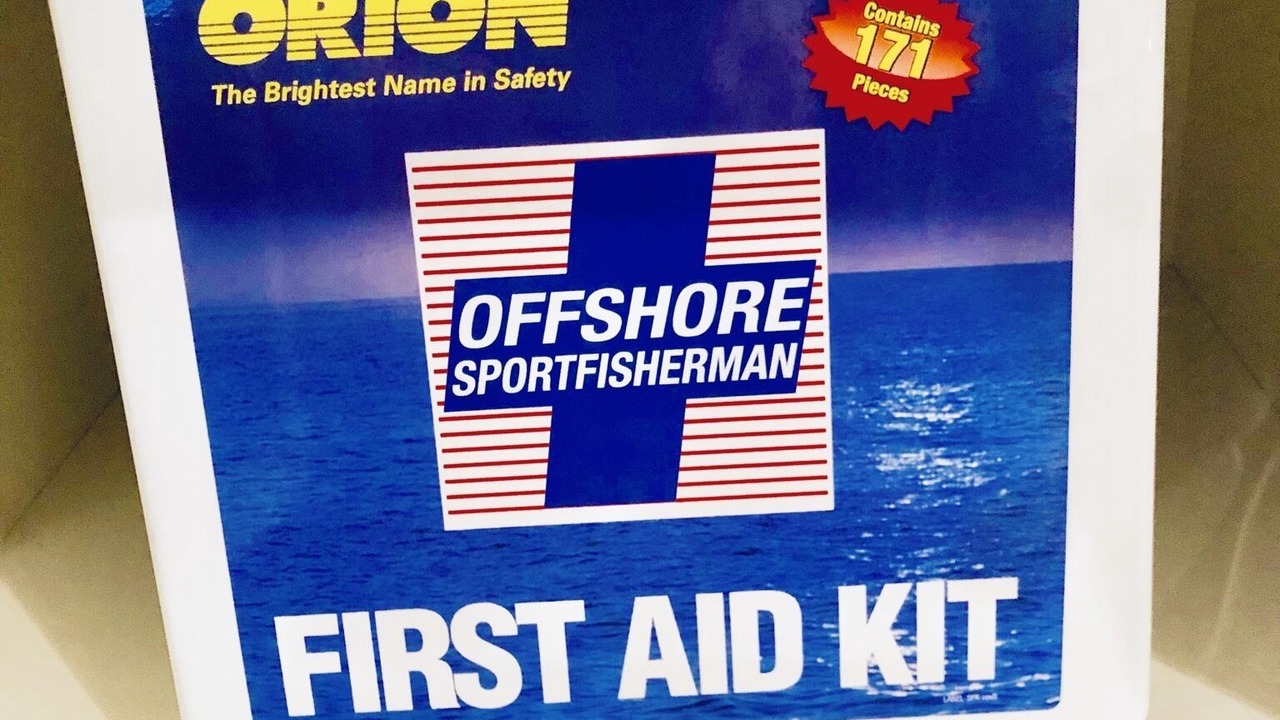 ORION
The Brightest Name in Safety
Contains
171
Pieces
OFFSHORE
SPORTFISHERMAN
FIRST AID KIT